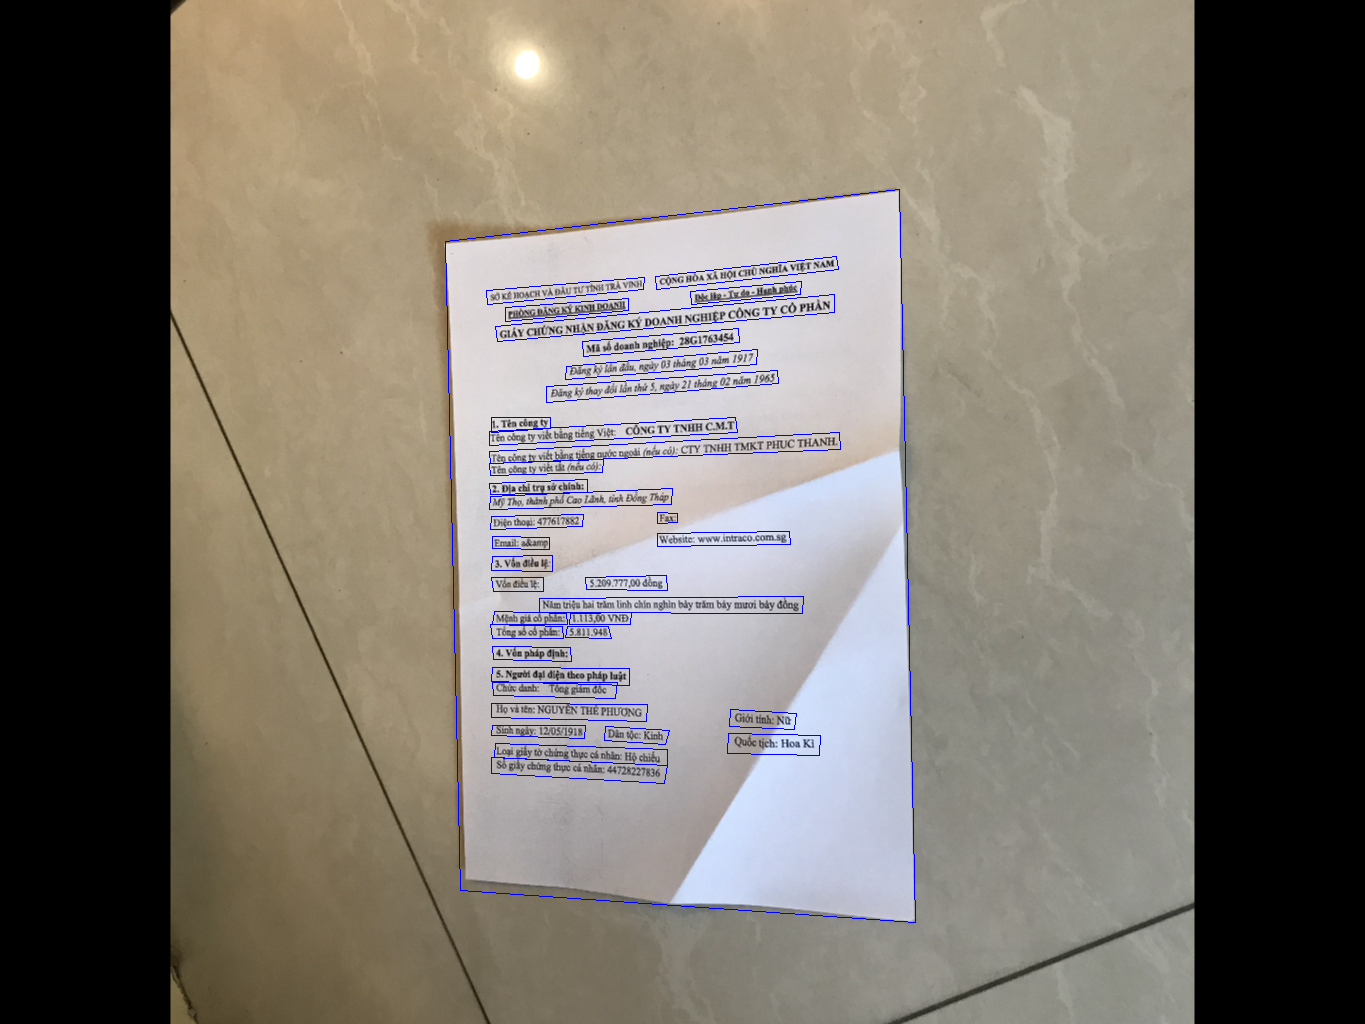 SỞ KẾ HOẠCH VÀ ĐẦU TƯ TỈNH TRÀ VINH CỘNG HÒA XÃ HỘI CHỦ NGHĨA VIỆT NAM
PHÒNG ĐĂNG KÝ KINH DOANH Độc lập - Tự do - Hạnh phúc
GIẤY CHỨNG NHẬN ĐĂNG KÝ DOANH NGHIỆP CÔNG TY CỔ PHẦN
Mã số doanh nghiệp: 28G1763454
Đăng ký lần đầu, ngày 03 tháng 03 năm 1917
Đăng ký thay đổi lần thứ 5, ngày 21 tháng 02 năm 1965
1. Tên công ty
Tên công ty viết bằng tiếng Việt: CÔNG TY TNHH C.M.T
Tên công ty viết bằng tiếng nước ngoài (nếu có): CTY TNHH TMKT PHUC THANH.
Tên công ty viết tắt (nếu có):
2. Địa chỉ trụ sở chính:
Mỹ Thọ, thành phố Cao Lãnh, tỉnh Đồng Tháp
Điện thoại: 477617882 Fax:
Email: a&amp Website: www.intraco.com.sg
3. Vốn điều lệ:
Vốn điều lệ: 5.209.777,00 đồng
Năm triệu hai trăm linh chín nghìn bảy trăm bảy mươi bảy đồng
Mệnh giá cổ phần: 1.113,00 VNĐ
Tổng số cổ phần: 5.811.948
4. Vốn pháp định:
5. Người đại diện theo pháp luật
Chức danh: Tổng giám đốc
Họ và tên: NGUYỄN THẾ PHƯƠNG Giới tính: Nữ
Sinh ngày: 12/05/1918 Dân tộc: Kinh Quốc tịch: Hoa Kì
Loại giấy tờ chứng thực cá nhân: Hộ chiếu
Số giấy chứng thực cá nhân: 44728227836